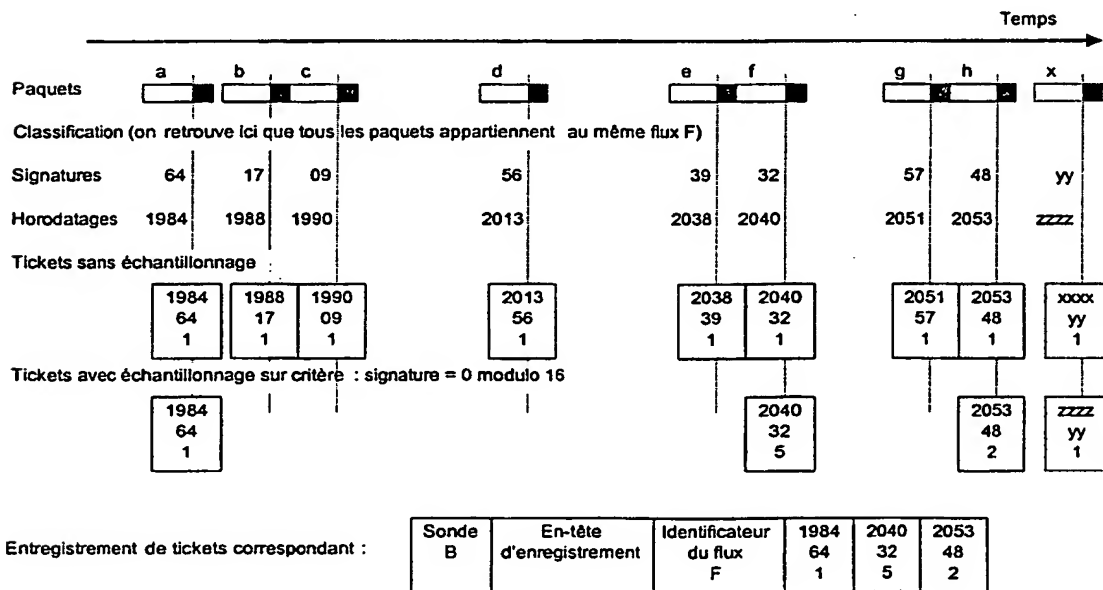 Temps
a b c d e f g h x
Paquets
Classification (on retrouve ici que tous les paquets appartiennent au même flux F)
Signatures 64 17 09 56 39 32 57 48 yy
Horodatages 1984 1988 1990 2013 2038 2040 2051 2053 zzzz
Tickets sans échantillonnage
1984 1988 1990 2013 2038 2040 2051 2053 xxxx
64 17 09 56 39 32 57 48 yy
1 1 1 1 1 1 1 1 1
Tickets avec échantillonnage sur critère : signature = 0 modulo 16
1984 2040 2053 zzzz
64 32 48 yy
1 5 2 1
Sonde En-tête Identificateur 1984 2040 2053
Entregistrement de tickets correspondant : B d'enregistrement du flux 64 32 48
F 1 5 2